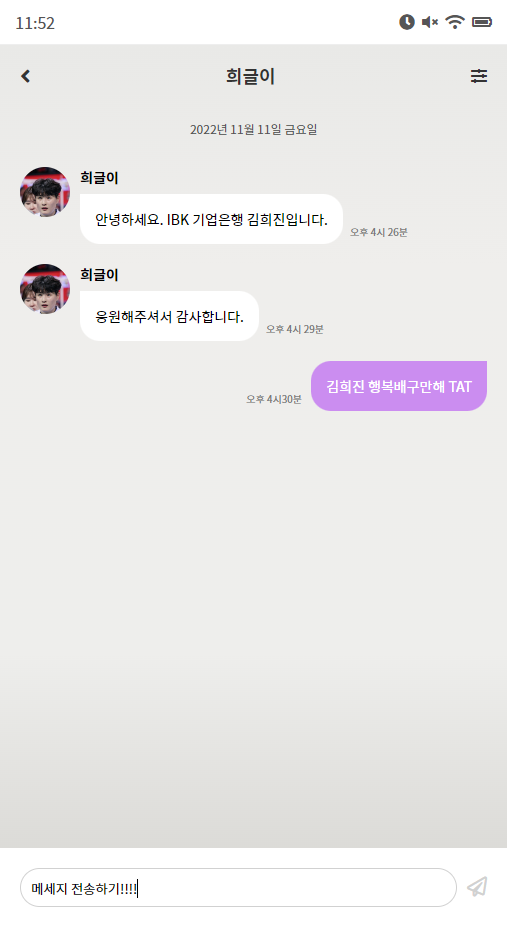 11:52
희글이
2022년 11월 11일 금요일
희글이
안녕하세요. IBK 기업은행 김희진입니다.
오후 4시 26분
희글이
응원해주셔서 감사합니다.
오후 4시 29분
김희진 행복배구만해 TAT
오후 4시30분
메세지 전송하기!!!!